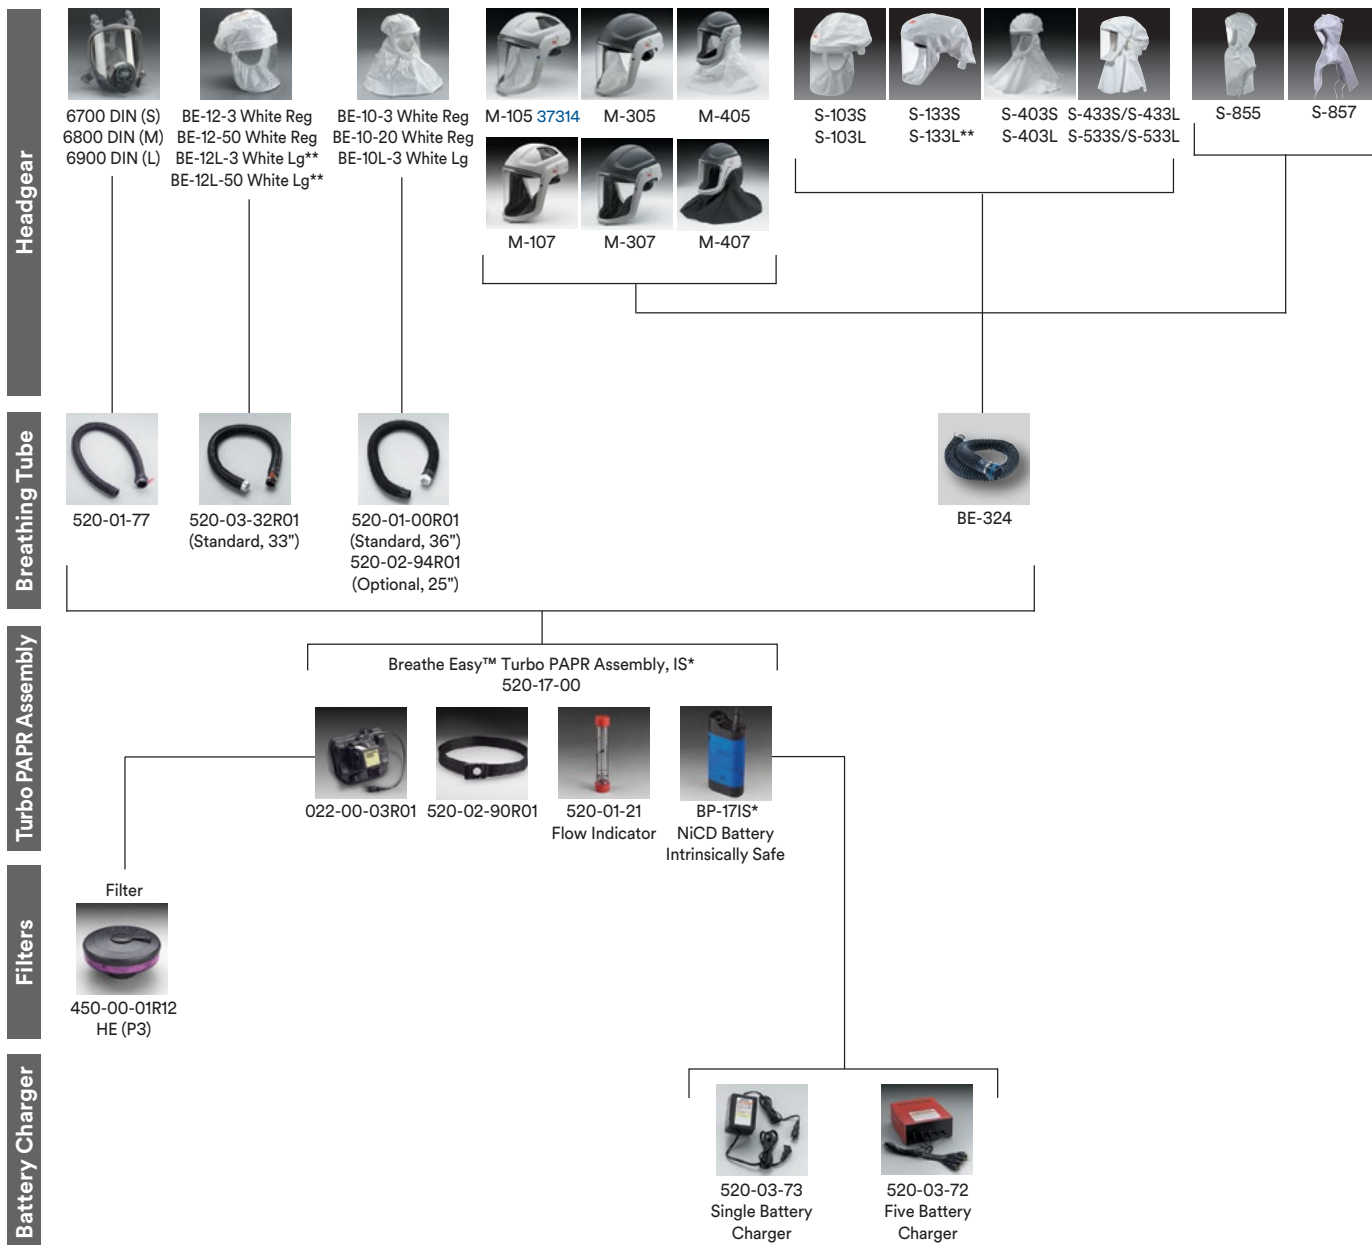 Headgear
6700 DIN (S)
6800 DIN (M)
6900 DIN (L)
BE-12-3 White Reg
BE-12-50 White Reg
BE-12L-3 White Lg**
BE-12L-50 White Lg**
BE-10-3 White Reg
BE-10-20 White Reg
BE-10L-3 White Lg
M-105 37314
M-305
M-405
M-107
M-307
M-407
S-103S
S-103L
S-133S
S-133L**
S-403S
S-403L
S-433S/S-433L
S-533S/S-533L
S-855
S-857
Breathing Tube
520-01-77
520-03-32R01
(Standard, 33")
520-01-00R01
(Standard, 36")
520-02-94R01
(Optional, 25")
BE-324
Turbo PAPR Assembly
Breathe Easy™ Turbo PAPR Assembly, IS*
520-17-00
022-00-03R01
520-02-90R01
520-01-21
Flow Indicator
BP-17IS*
NiCD Battery
Intrinsically Safe
Filters
Filter
450-00-01R12
HE (P3)
Battery Charger
520-03-73
Single Battery
Charger
520-03-72
Five Battery
Charger